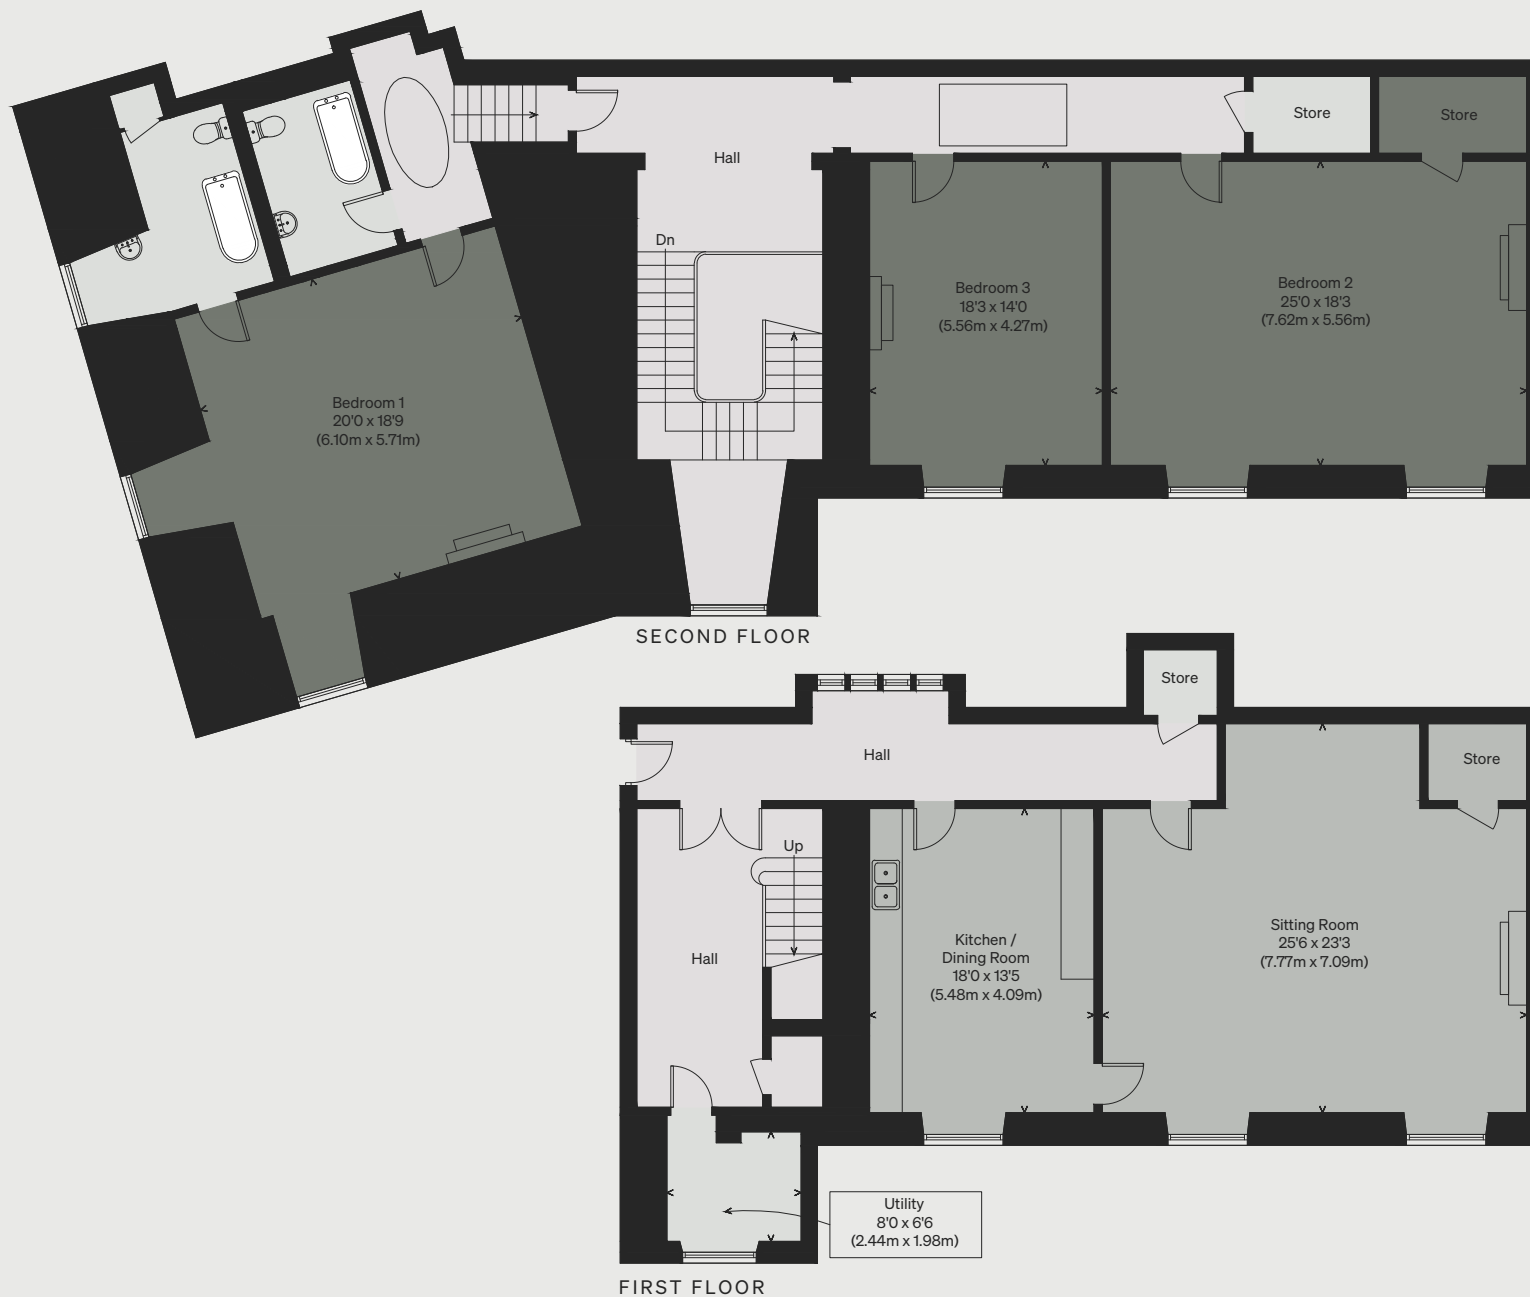 Store
Store
Hall
Dn
Bedroom 3
18'3 x 14'0
(5.56m x 4.27m)
Bedroom 2
25'0 x 18'3
(7.62m x 5.56m)
Bedroom 1
20'0 x 18'9
(6.10m x 5.71m)
SECOND FLOOR
Store
Hall
Store
Up
Hall
Kitchen /
Dining Room
18'0 x 13'5
(5.48m x 4.09m)
Sitting Room
25'6 x 23'3
(7.77m x 7.09m)
Utility
8'0 x 6'6
(2.44m x 1.98m)
FIRST FLOOR